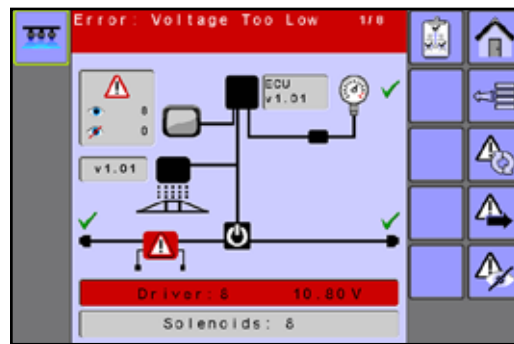 Error: Voltage Too Low 1/8
ECU
v1.01
8
0
v1.01
Driver:8 10.80V
Solenoids: 8